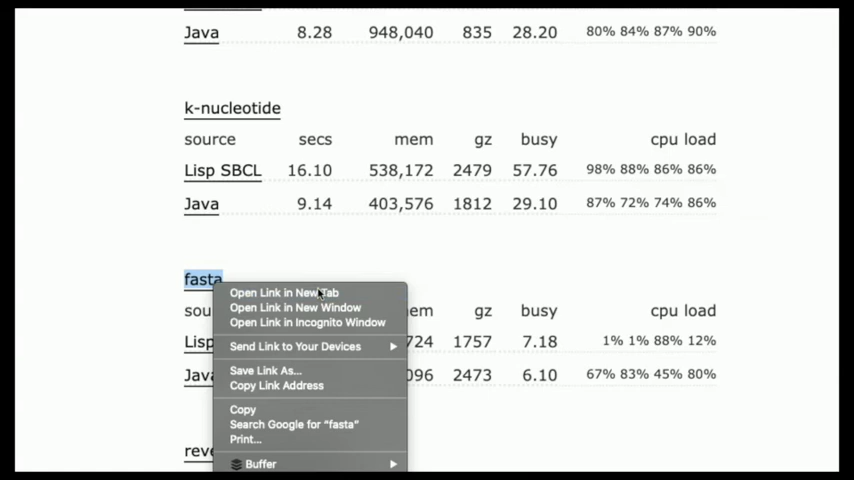 Java 8.28 948,040 835 28.20 80% 84% 87% 90%
k-nucleotide
source secs mem gz busy cpu load
Lisp SBCL 16.10 538,172 2479 57.76 98% 88% 86% 86%
Java 9.14 403,576 1812 29.10 87% 72% 74% 86%
fasta
Open Link in New Tab
Open Link in New Window
sou em gz busy cpu load
Open Link in Incognito Window
Lisp 724 1757 7.18 1% 1% 88% 12%
Send Link to Your Devices
Save Link As...
Java 096 2473 6.10 67% 83% 45% 80%
Copy Link Address
Copy
Search Google for "fasta"
Print...
reve
Buffer